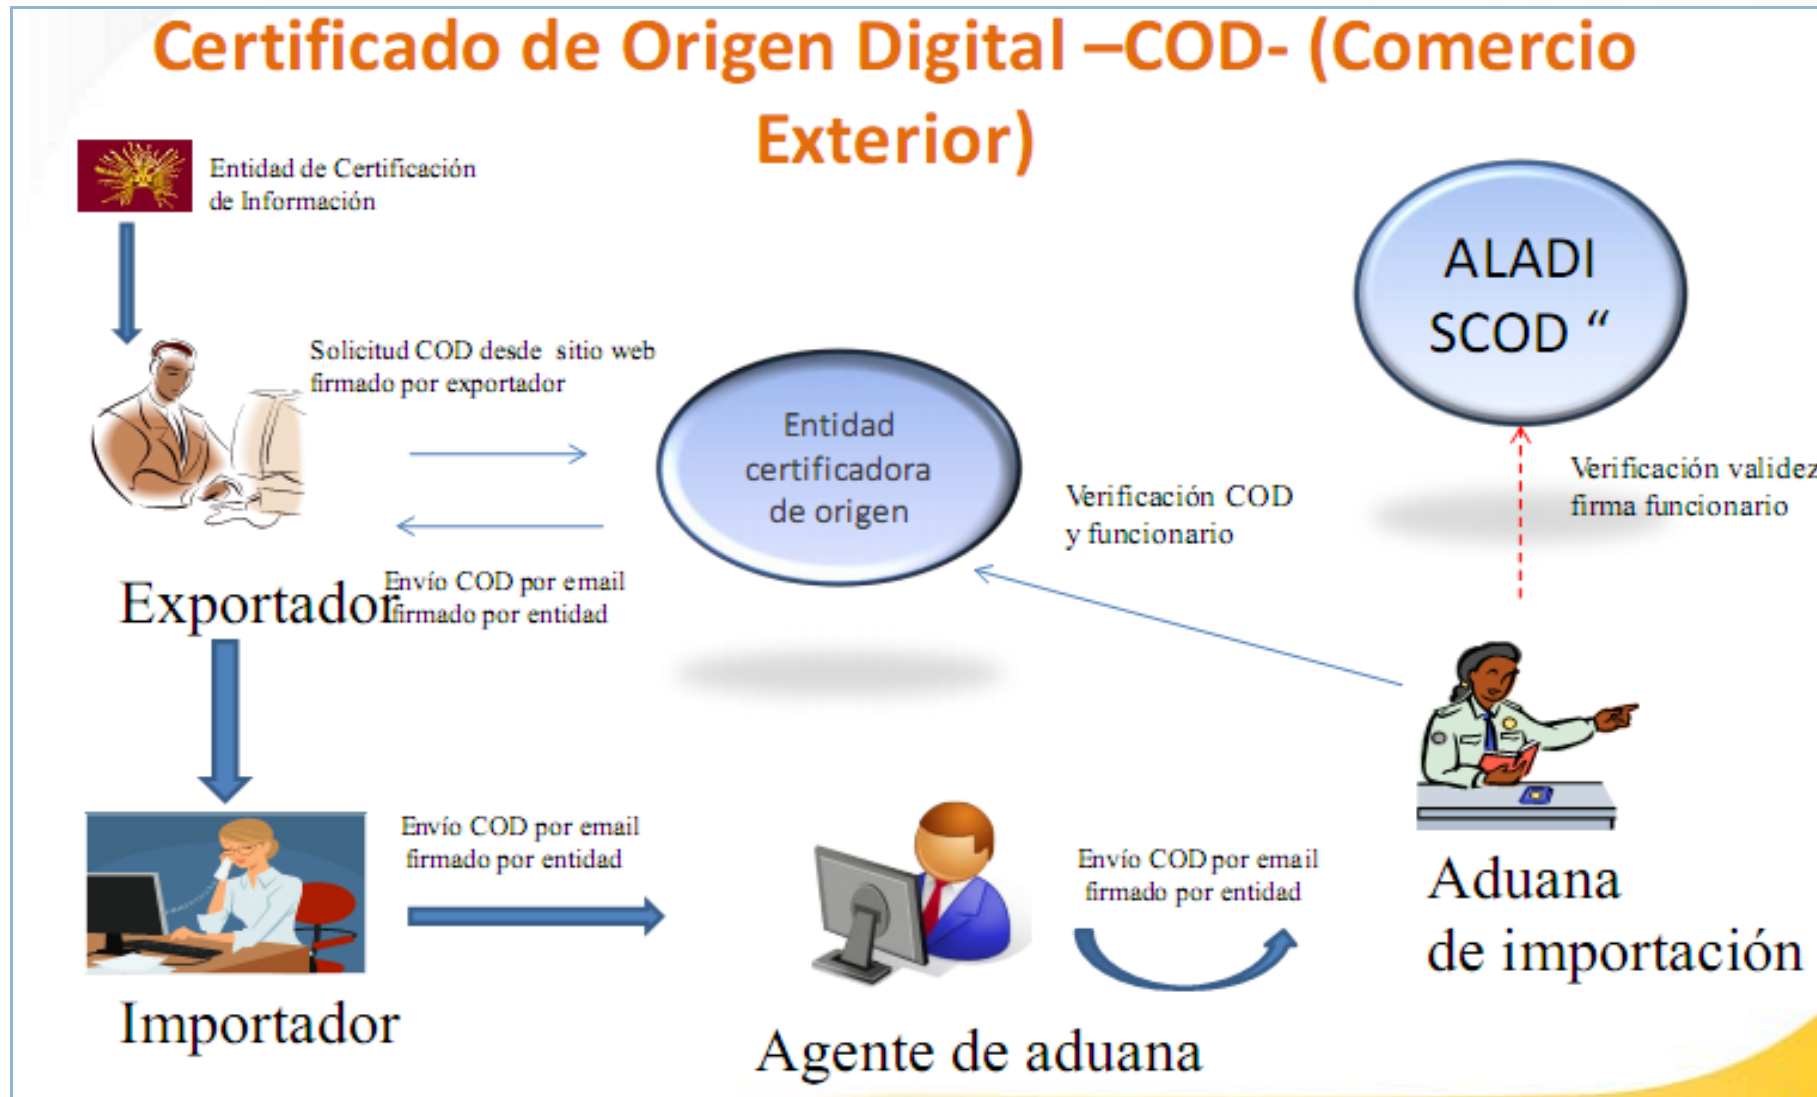 Certificado de Origen Digital –COD- (Comercio
Exterior)
Entidad de Certificación
de Información
ALADI
SCOD “
Solicitud COD desde sitio web
firmado por exportador
Entidad
certificadora
de origen
Verificación COD
y funcionario
Verificación validez
firma funcionario
Envío COD por email
firmado por entidad
Exportador
Envío COD por email
firmado por entidad
Envío COD por email
firmado por entidad
Aduana
de importación
Importador
Agente de aduana